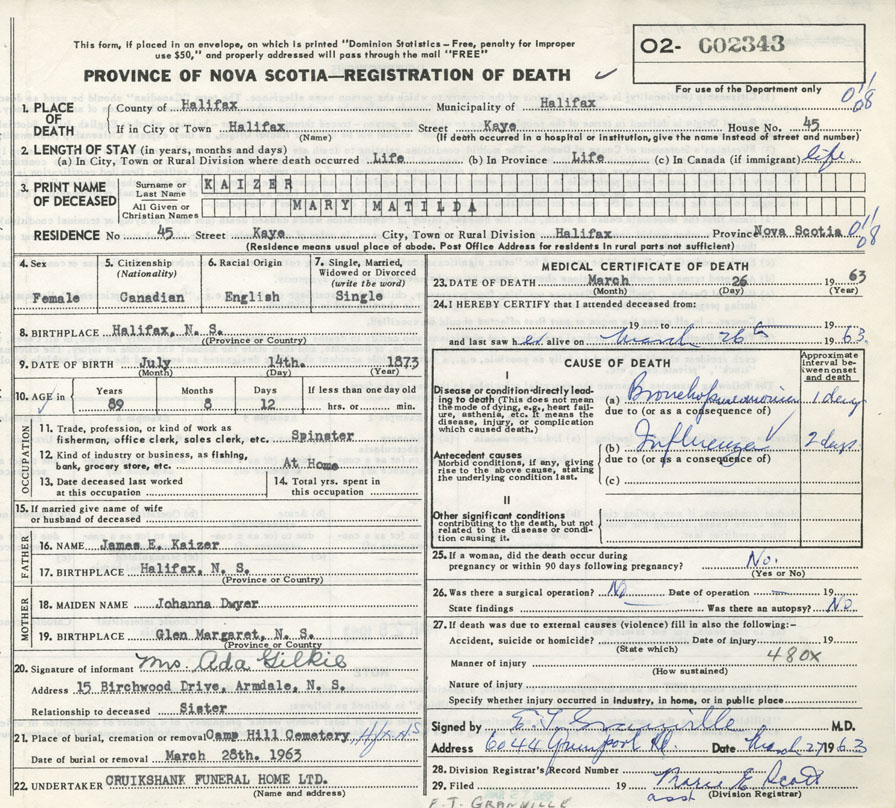 This form, if placed in an envelope, on which is printed "Dominion Statistics – Free, penalty for improper
use $50," and properly addressed will pass through the mail "FREE"
O2- 002343
PROVINCE OF NOVA SCOTIA—REGISTRATION OF DEATH
For use of the Department only
1. PLACE OF DEATH
County of Halifax Municipality of Halifax
If in City or Town Halifax Street Kaye House No. 45
(Name) (If death occurred in a hospital or institution, give the name instead of street and number)
2. LENGTH OF STAY (in years, months and days)
(a) In City, Town or Rural Division where death occurred Life (b) In Province Life (c) In Canada (if immigrant) life
3. PRINT NAME OF DECEASED
Surname or Last Name KAIZER
All Given or Christian Names MARY MATILDA
RESIDENCE No 45 Street Kaye City, Town or Rural Division Halifax Province Nova Scotia
(Residence means usual place of abode. Post Office Address for residents in rural parts not sufficient)
4. Sex Female
5. Citizenship (Nationality) Canadian
6. Racial Origin English
7. Single, Married, Widowed or Divorced (write the word) Single
8. BIRTHPLACE Halifax, N. S.
(Province or Country)
9. DATE OF BIRTH July 14th. 1873
(Month) (Day) (Year)
10. AGE in Years 89 Months 8 Days 12 If less than one day old hrs. or min.
OCCUPATION
11. Trade, profession, or kind of work as
fisherman, office clerk, sales clerk, etc. Spinster
12. Kind of industry or business, as fishing,
bank, grocery store, etc. At Home
13. Date deceased last worked
at this occupation
14. Total yrs. spent in
this occupation
15. If married give name of wife
or husband of deceased
FATHER
16. NAME James E. Kaizer
17. BIRTHPLACE Halifax, N. S.
(Province or Country)
MOTHER
18. MAIDEN NAME Johanna Dwyer
19. BIRTHPLACE Glen Margaret, N. S.
(Province or Country)
20. Signature of informant Mrs Ada Gilkie
Address 15 Birchwood Drive, Armdale, N. S.
Relationship to deceased Sister
21. Place of burial, cremation or removal Camp Hill Cemetery Hfx NS
Date of burial or removal March 28th. 1963
22. UNDERTAKER CRUIKSHANK FUNERAL HOME LTD.
(Name and address)
MEDICAL CERTIFICATE OF DEATH
23. DATE OF DEATH March 26 1963
(Month) (Day) (Year)
24. I HEREBY CERTIFY that I attended deceased from:
19 to 19
and last saw her alive on March 26th 1963
CAUSE OF DEATH
Approximate interval between onset and death
I
Disease or condition directly leading to death (This does not mean the mode of dying, e.g., heart failure, asthenia, etc. It means the disease, injury, or complication which caused death.)
(a) Bronchopneumonia 1 day
due to (or as a consequence of)
Antecedent causes
Morbid conditions, if any, giving rise to the above cause, stating the underlying condition last.
(b) Influenza 2 days
due to (or as a consequence of)
(c)
II
Other significant conditions
contributing to the death, but not related to the disease or condition causing it.
25. If a woman, did the death occur during
pregnancy or within 90 days following pregnancy? No.
(Yes or No)
26. Was there a surgical operation? No Date of operation — 19
State findings Was there an autopsy? No
27. If death was due to external causes (violence) fill in also the following:–
Accident, suicide or homicide? Date of injury 19
(State which)
480X
Manner of injury
(How sustained)
Nature of injury
Specify whether injury occurred in industry, in home, or in public place
Signed by E. T. Granville M.D.
Address 6044 Date March 27 1963
28. Division Registrar's Record Number
29. Filed 19 Marie E Scott
asst (Division Registrar)
F. T. GRANVILLE